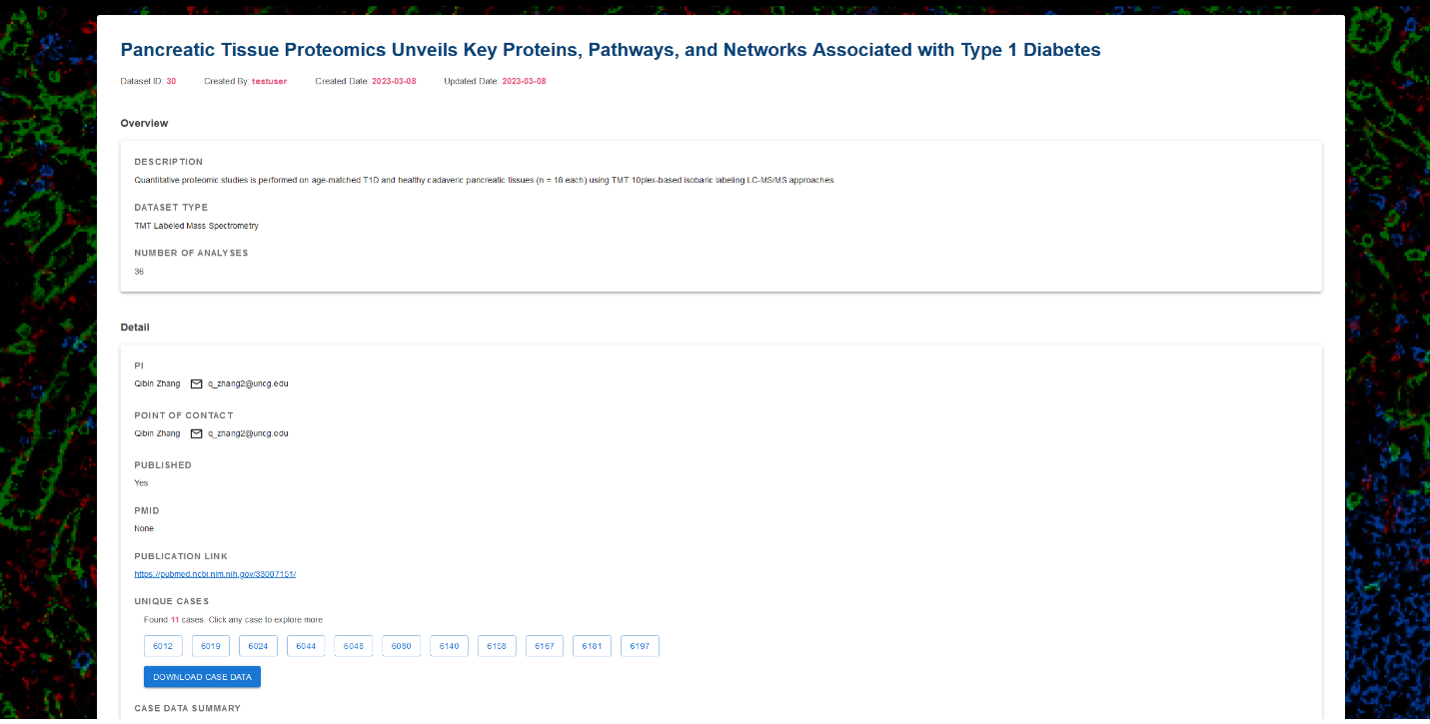 Pancreatic Tissue Proteomics Unveils Key Proteins, Pathways, and Networks Associated with Type 1 Diabetes
Dataset ID: 30 Created By: testuser Created Date: 2023-03-08 Updated Date: 2023-03-08
Overview
DESCRIPTION
Quantitative proteomic studies is performed on age-matched T1D and healthy cadaveric pancreatic tissues (n = 18 each) using TMT 10plex-based isobaric labeling LC-MS/MS approaches
DATASET TYPE
TMT Labeled Mass Spectrometry
NUMBER OF ANALYSES
36
Detail
PI
Qibin Zhang q_zhang2@uncg.edu
POINT OF CONTACT
Qibin Zhang q_zhang2@uncg.edu
PUBLISHED
Yes
PMID
None
PUBLICATION LINK
https://pubmed.ncbi.nlm.nih.gov/33007151/
UNIQUE CASES
Found 11 cases. Click any case to explore more
6012 6019 6024 6044 6048 6080 6140 6158 6167 6181 6197
DOWNLOAD CASE DATA
CASE DATA SUMMARY